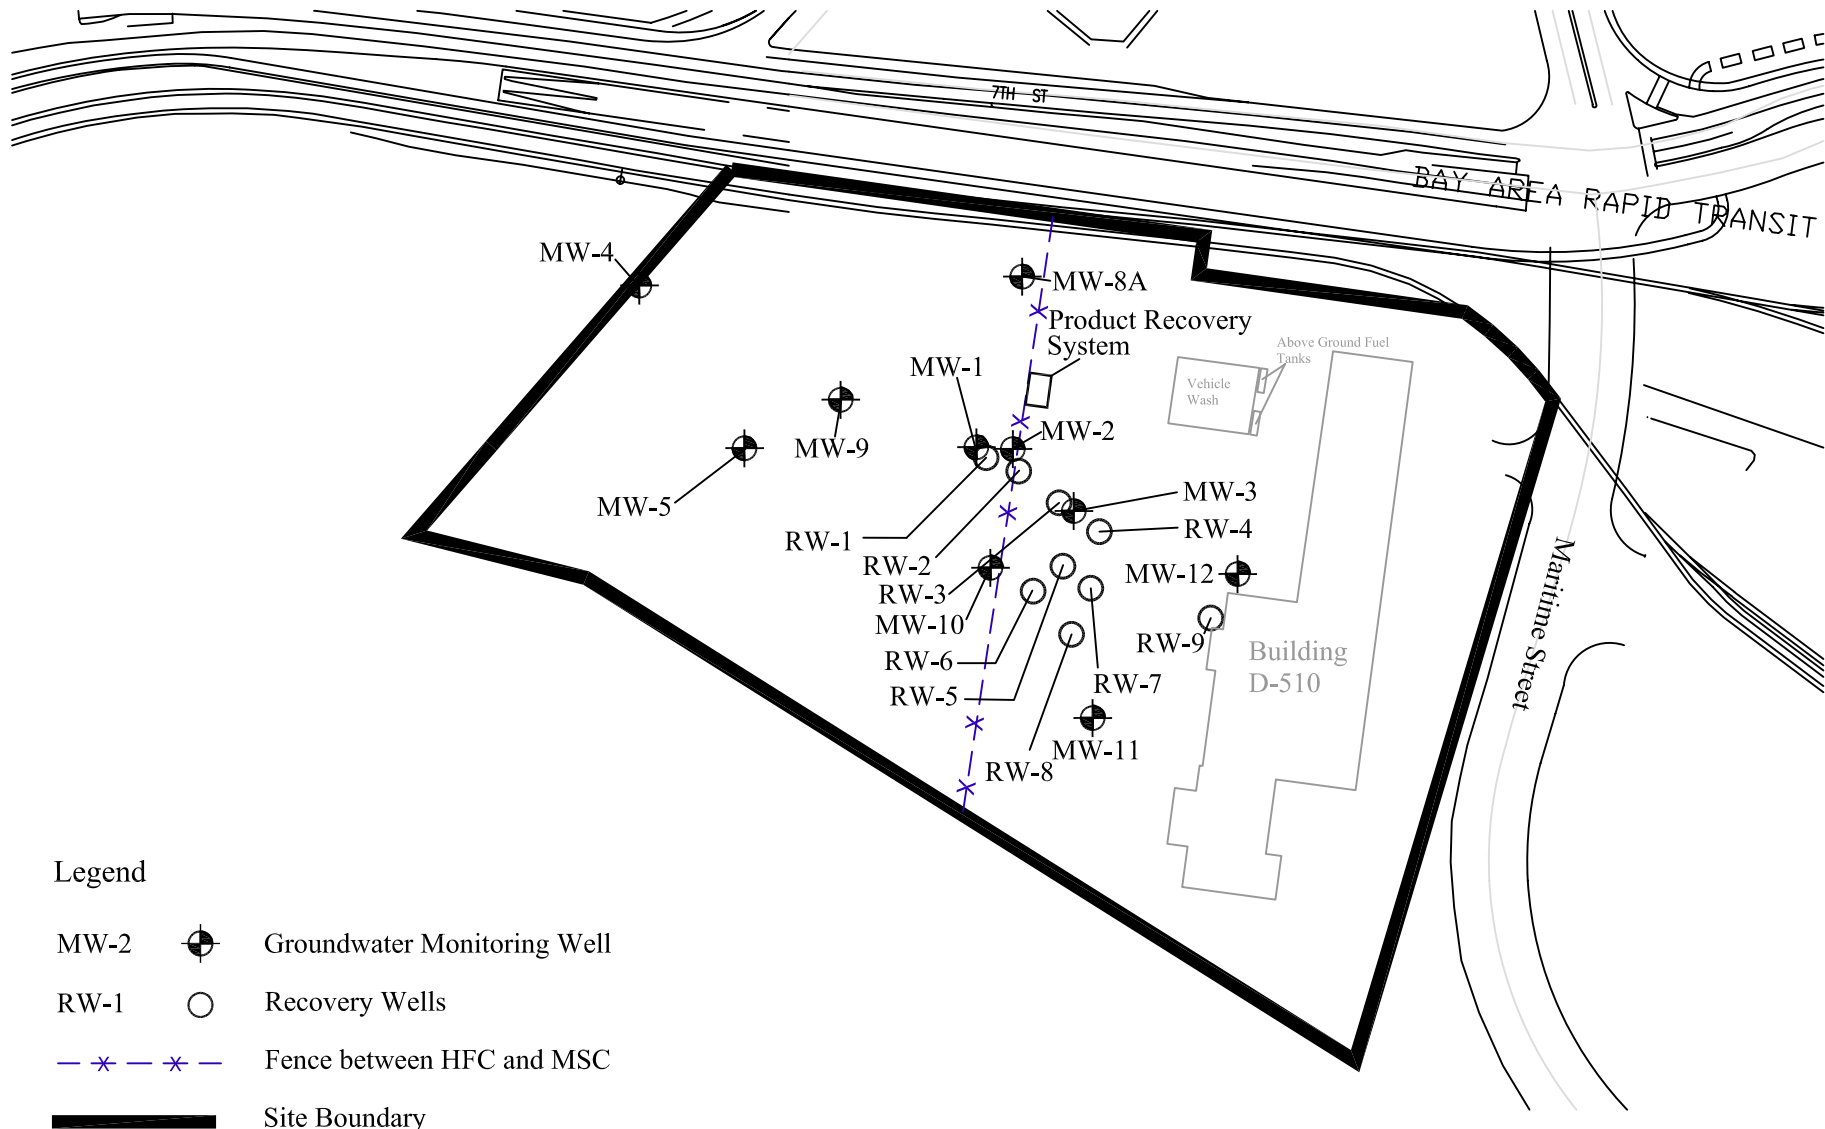 7TH ST
BAY AREA RAPID TRANSIT
MW-4
MW-8A
Product Recovery
System
Above Ground Fuel
Tanks
MW-1
Vehicle
Wash
MW-2
MW-9
MW-5
MW-3
RW-1
RW-4
RW-2
MW-12
RW-3
MW-10
RW-9
Building
D-510
RW-6
RW-7
RW-5
MW-11
RW-8
Maritime Street
Legend
MW-2 Groundwater Monitoring Well
RW-1 Recovery Wells
Fence between HFC and MSC
Site Boundary